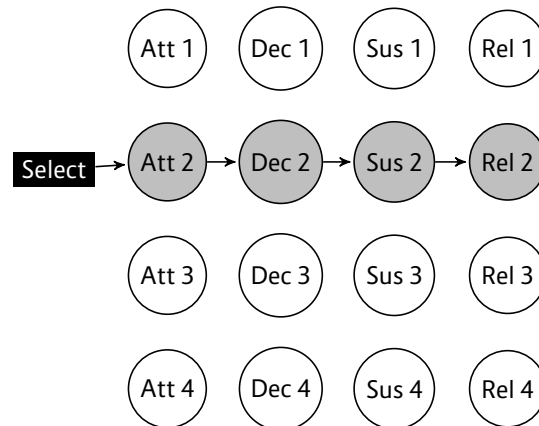 Att 1 Dec 1 Sus 1 Rel 1
Select Att 2 Dec 2 Sus 2 Rel 2
Att 3 Dec 3 Sus 3 Rel 3
Att 4 Dec 4 Sus 4 Rel 4